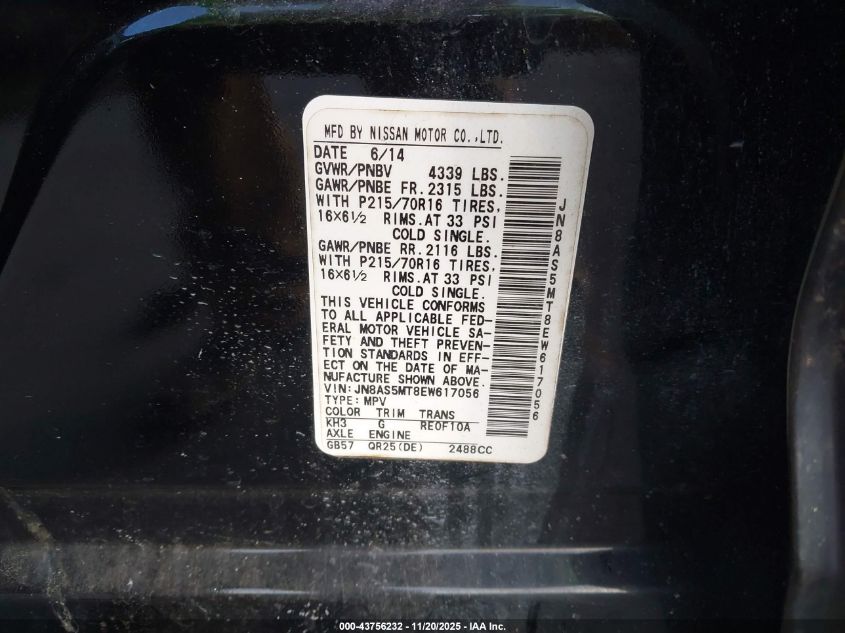 MFD BY NISSAN MOTOR CO.,LTD.
DATE 6/14
GVWR/PNBV 4339 LBS.
GAWR/PNBE FR.2315 LBS.
WITH P215/70R16 TIRES,
16×6½ RIMS.AT 33 PSI
COLD SINGLE.
GAWR/PNBE RR.2116 LBS.
WITH P215/70R16 TIRES,
16×6½ RIMS.AT 33 PSI
COLD SINGLE.
THIS VEHICLE CONFORMS
TO ALL APPLICABLE FED-
ERAL MOTOR VEHICLE SA-
FETY AND THEFT PREVEN-
TION STANDARDS IN EFF-
ECT ON THE DATE OF MA-
NUFACTURE SHOWN ABOVE.
VIN:JN8AS5MT8EW617056
TYPE:MPV
COLOR TRIM TRANS
KH3 G RE0F10A
AXLE ENGINE
GB57 QR25(DE) 2488CC
JN8AS5MT8EW617056
000-43756232 - 11/20/2025 - IAA Inc.